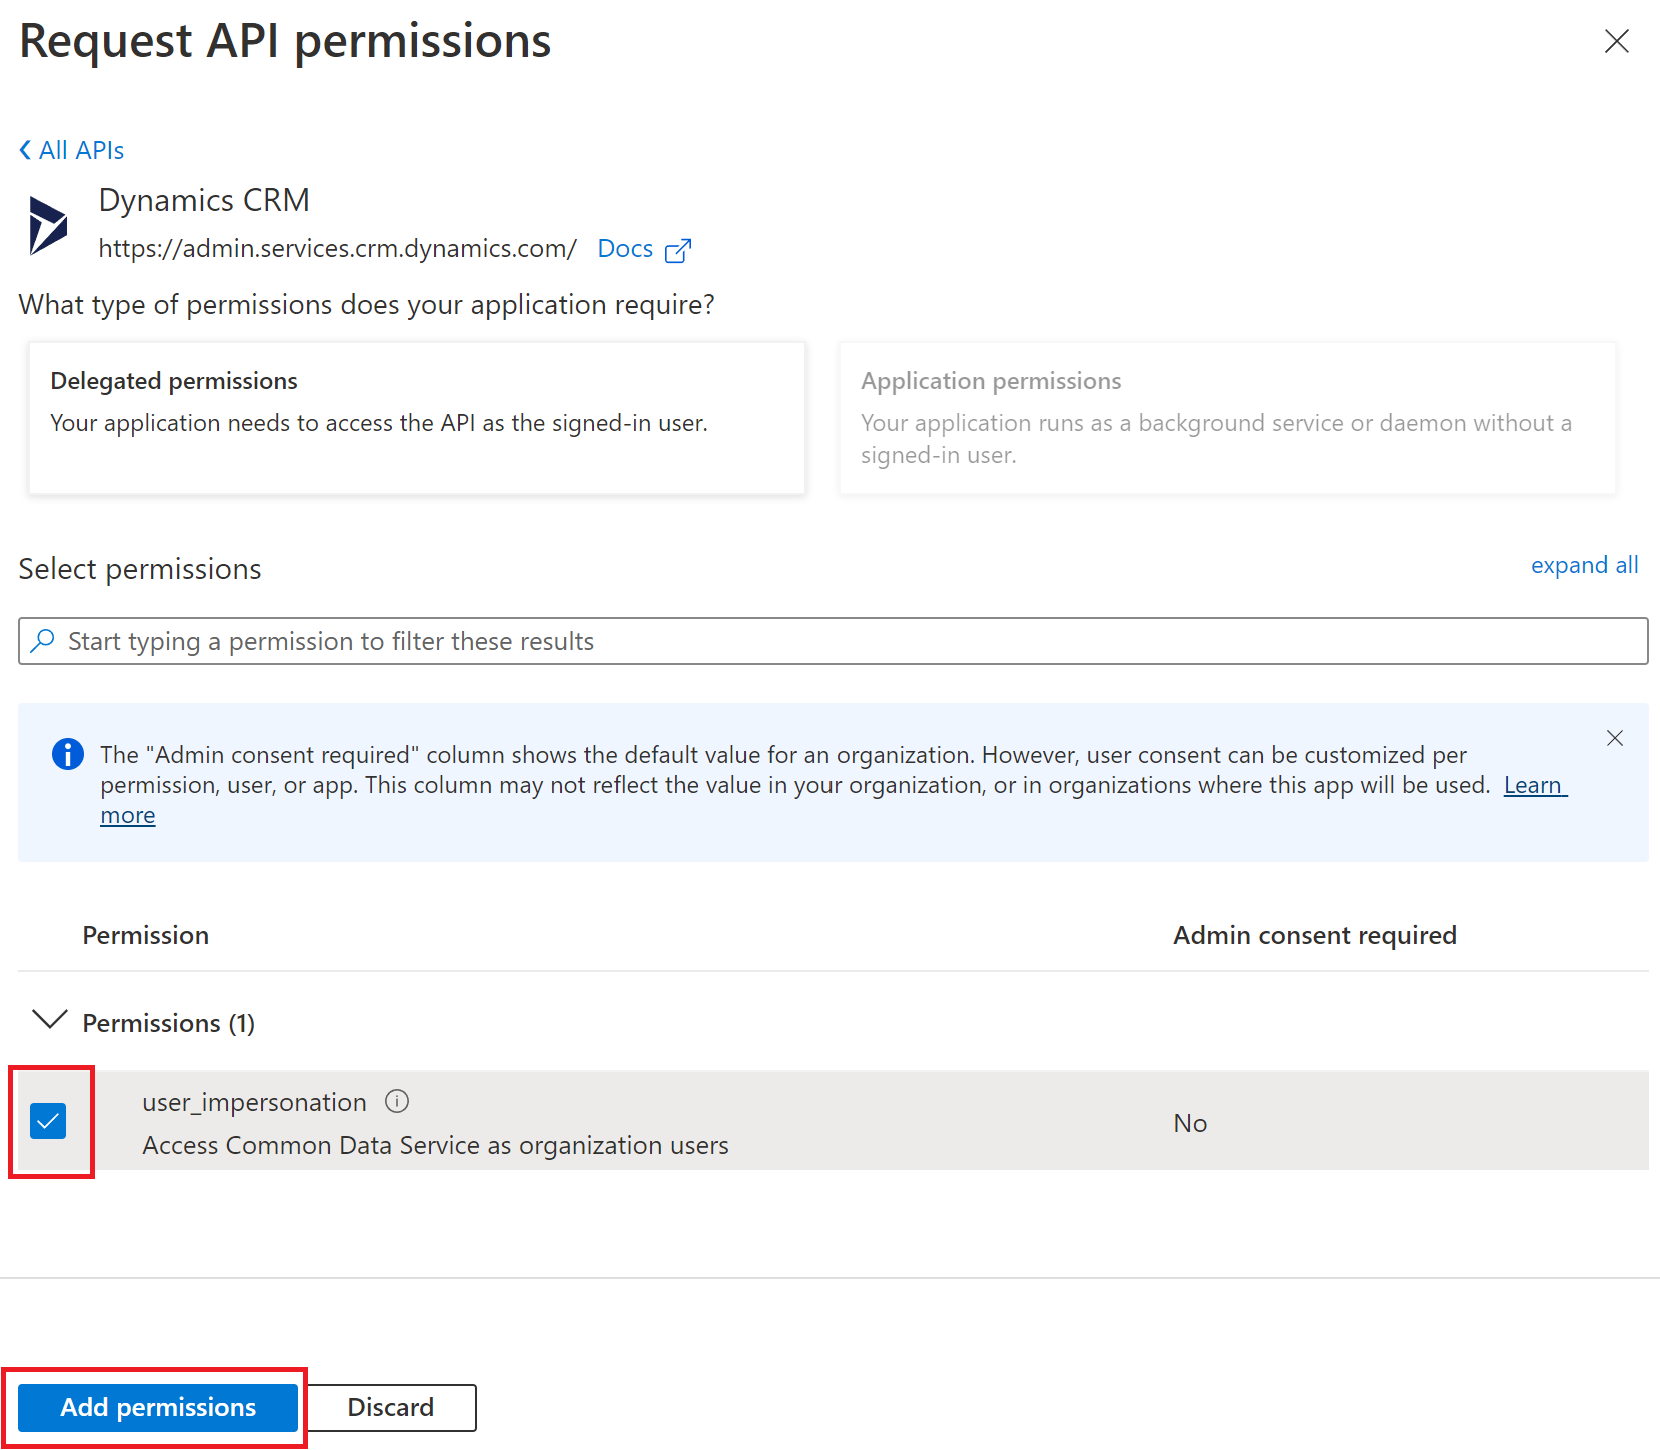 Request API permissions
All APIs
Dynamics CRM
https://admin.services.crm.dynamics.com/ Docs
What type of permissions does your application require?
Delegated permissions
Your application needs to access the API as the signed-in user.
Application permissions
Your application runs as a background service or daemon without a
signed-in user.
Select permissions
expand all
Start typing a permission to filter these results
The "Admin consent required" column shows the default value for an organization. However, user consent can be customized per
permission, user, or app. This column may not reflect the value in your organization, or in organizations where this app will be used. Learn
more
Permission
Admin consent required
Permissions (1)
user_impersonation
Access Common Data Service as organization users
No
Add permissions
Discard